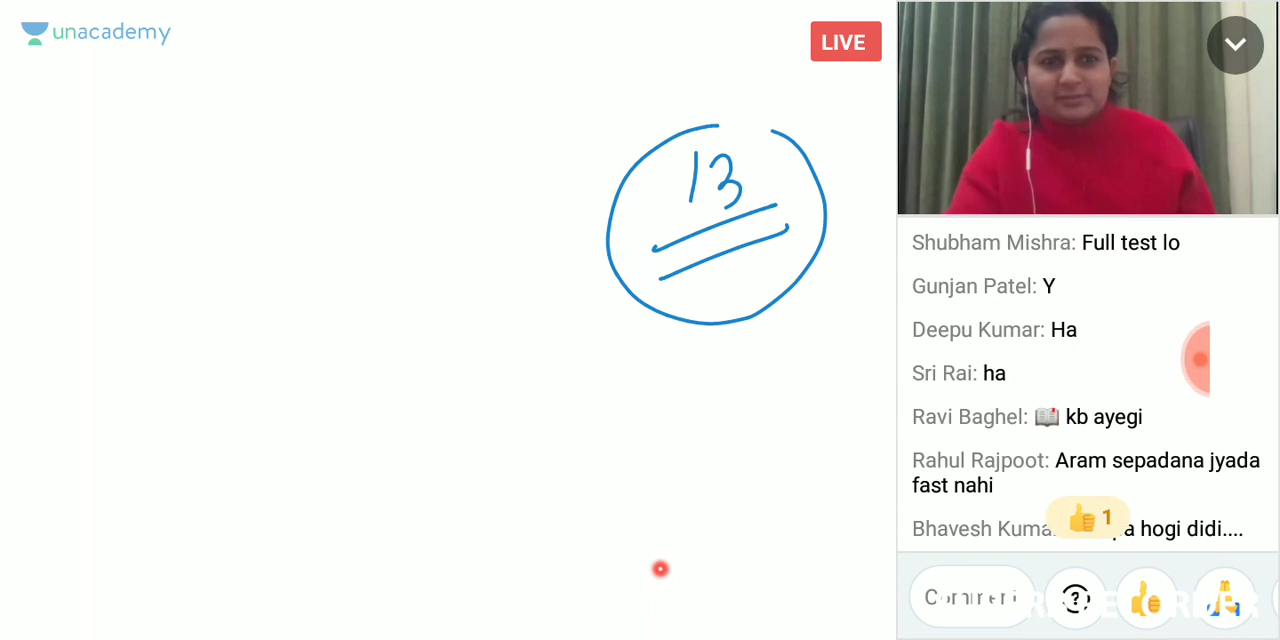 unacademy
LIVE
13
Shubham Mishra: Full test lo
Gunjan Patel: Y
Deepu Kumar: Ha
Sri Rai: ha
Ravi Baghel: 📖 kb ayegi
Rahul Rajpoot: Aram sepadana jyada
fast nahi
👍 1
Bhavesh hogi didi....
?